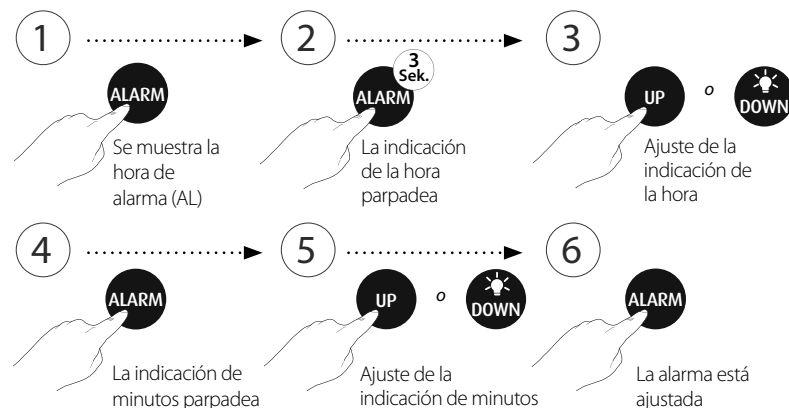 1
ALARM
Se muestra la
hora de
alarma (AL)
2
3
Sek.
ALARM
La indicación
de la hora
parpadea
3
UP o DOWN
Ajuste de la
indicación de
la hora
4
ALARM
La indicación de
minutos parpadea
5
UP o DOWN
Ajuste de la
indicación de minutos
6
ALARM
La alarma está
ajustada